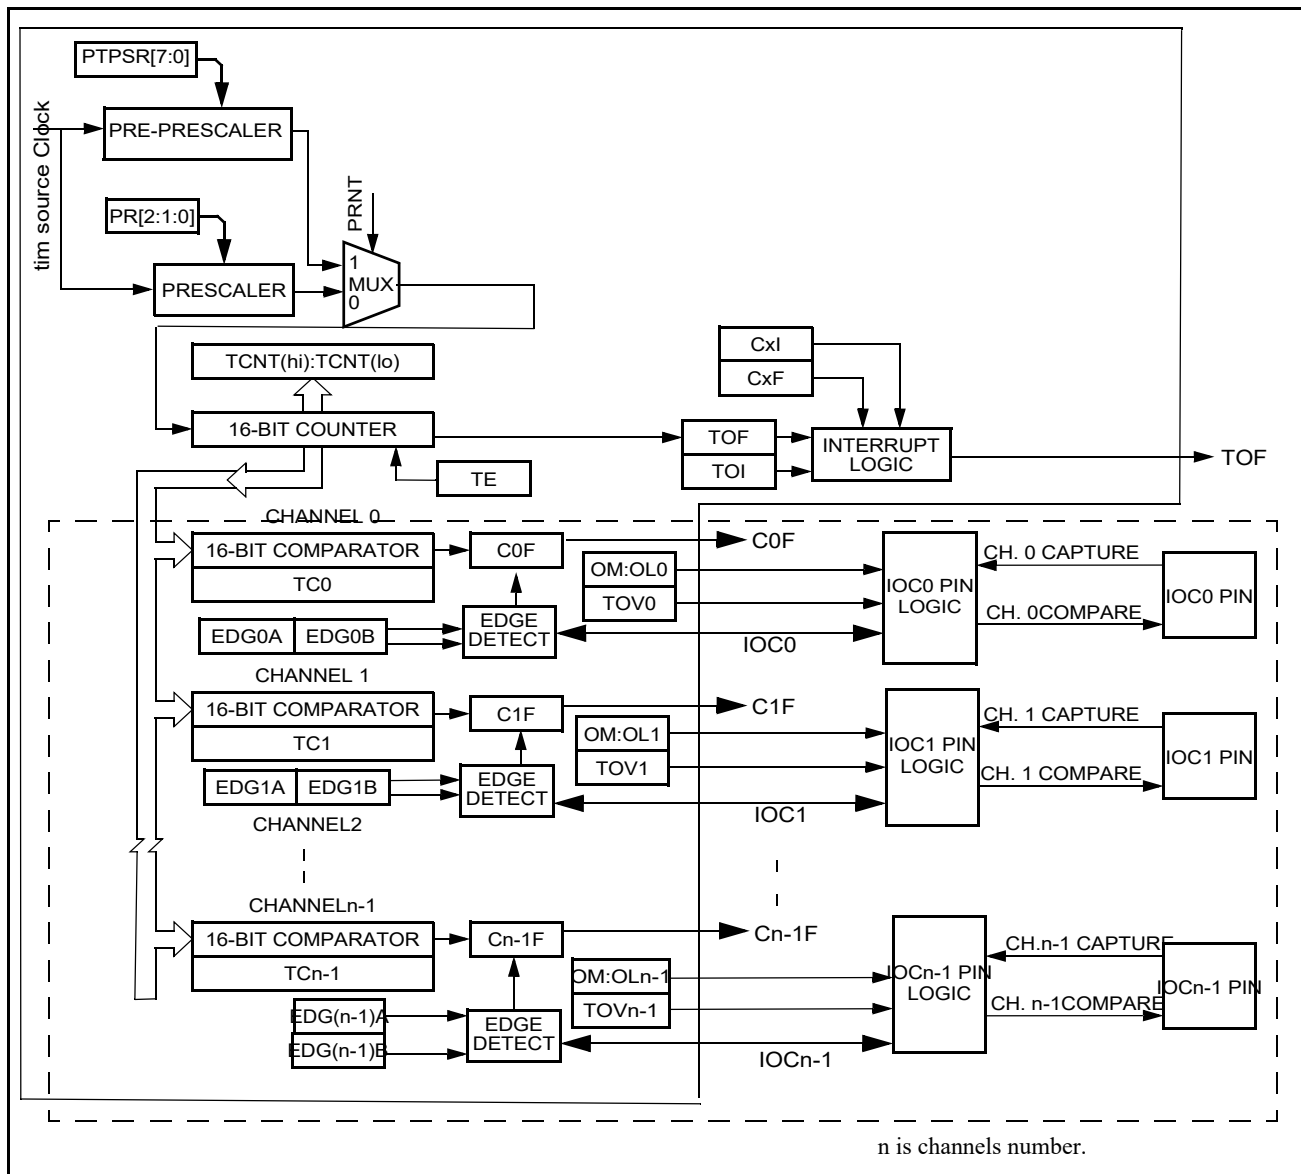 PTPSR[7:0]
tim source Clock
PRE-PRESCALER
PR[2:1:0]
PRNT
PRESCALER
1
MUX
0
TCNT(hi):TCNT(lo)
CxI
CxF
16-BIT COUNTER
TOF
TOI
INTERRUPT
LOGIC
TOF
TE
CHANNEL 0
16-BIT COMPARATOR
TC0
C0F
C0F
OM:OL0
TOV0
IOC0 PIN
LOGIC
CH. 0 CAPTURE
CH. 0COMPARE
IOC0 PIN
EDG0A
EDG0B
EDGE
DETECT
IOC0
CHANNEL 1
16-BIT COMPARATOR
TC1
C1F
C1F
OM:OL1
TOV1
IOC1 PIN
LOGIC
CH. 1 CAPTURE
CH. 1 COMPARE
IOC1 PIN
EDG1A
EDG1B
EDGE
DETECT
IOC1
CHANNEL2
CHANNELn-1
16-BIT COMPARATOR
TCn-1
Cn-1F
Cn-1F
OM:OLn-1
TOVn-1
IOCn-1 PIN
LOGIC
CH.n-1 CAPTURE
CH. n-1COMPARE
IOCn-1 PIN
EDG(n-1)A
EDG(n-1)B
EDGE
DETECT
IOCn-1
n is channels number.